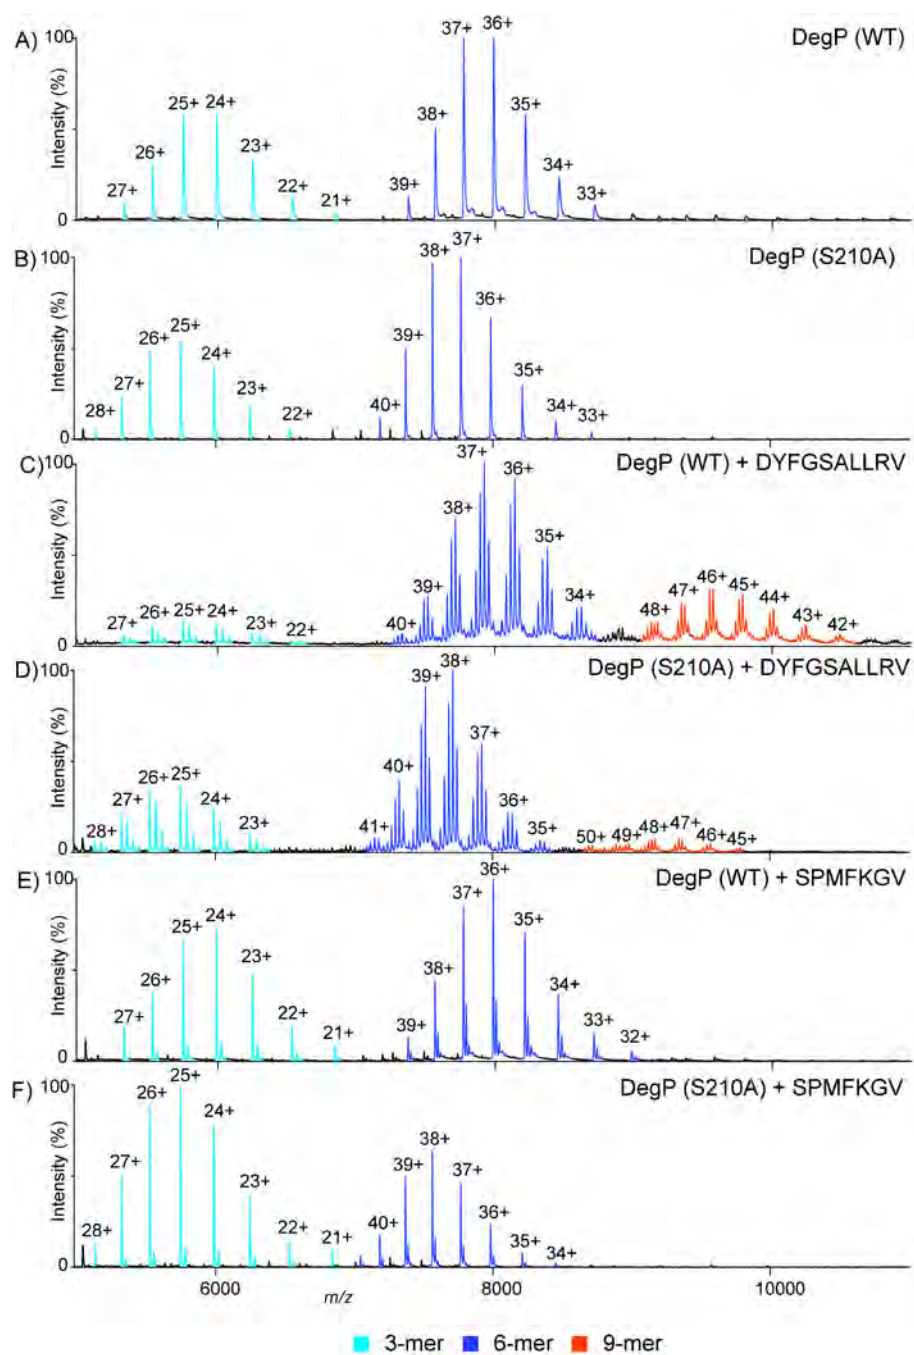 A) 100 DegP (WT)
Intensity (%)
0
27+ 26+ 25+ 24+ 23+ 22+ 21+ 39+ 38+ 37+ 36+ 35+ 34+ 33+
B) 100 DegP (S210A)
Intensity (%)
0
28+ 27+ 26+ 25+ 24+ 23+ 22+ 40+ 39+ 38+ 37+ 36+ 35+ 34+ 33+
C) 100 DegP (WT) + DYFGSALLRV
Intensity (%)
0
27+ 26+ 25+ 24+ 23+ 22+ 40+ 39+ 38+ 37+ 36+ 35+ 34+ 48+ 47+ 46+ 45+ 44+ 43+ 42+
D) 100 DegP (S210A) + DYFGSALLRV
Intensity (%)
0
28+ 27+ 26+ 25+ 24+ 23+ 41+ 40+ 39+ 38+ 37+ 36+ 35+ 50+ 49+ 48+ 47+ 46+ 45+
E) 100 DegP (WT) + SPMFKGV
Intensity (%)
0
27+ 26+ 25+ 24+ 23+ 22+ 21+ 39+ 38+ 37+ 36+ 35+ 34+ 33+ 32+
F) 100 DegP (S210A) + SPMFKGV
Intensity (%)
0
28+ 27+ 26+ 25+ 24+ 23+ 22+ 21+ 40+ 39+ 38+ 37+ 36+ 35+ 34+
6000 m/z 8000 10000
3-mer 6-mer 9-mer